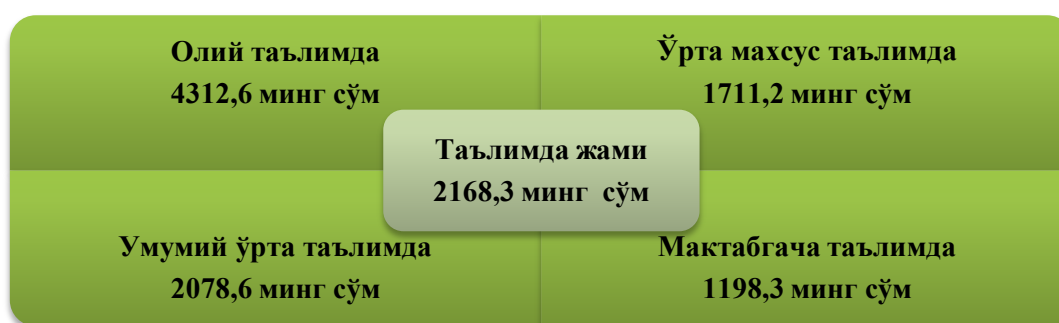 Олий таълимда
4312,6 минг сўм
Ўрта махсус таълимда
1711,2 минг сўм
Таълимда жами
2168,3 минг сўм
Умумий ўрта таълимда
2078,6 минг сўм
Мактабгача таълимда
1198,3 минг сўм